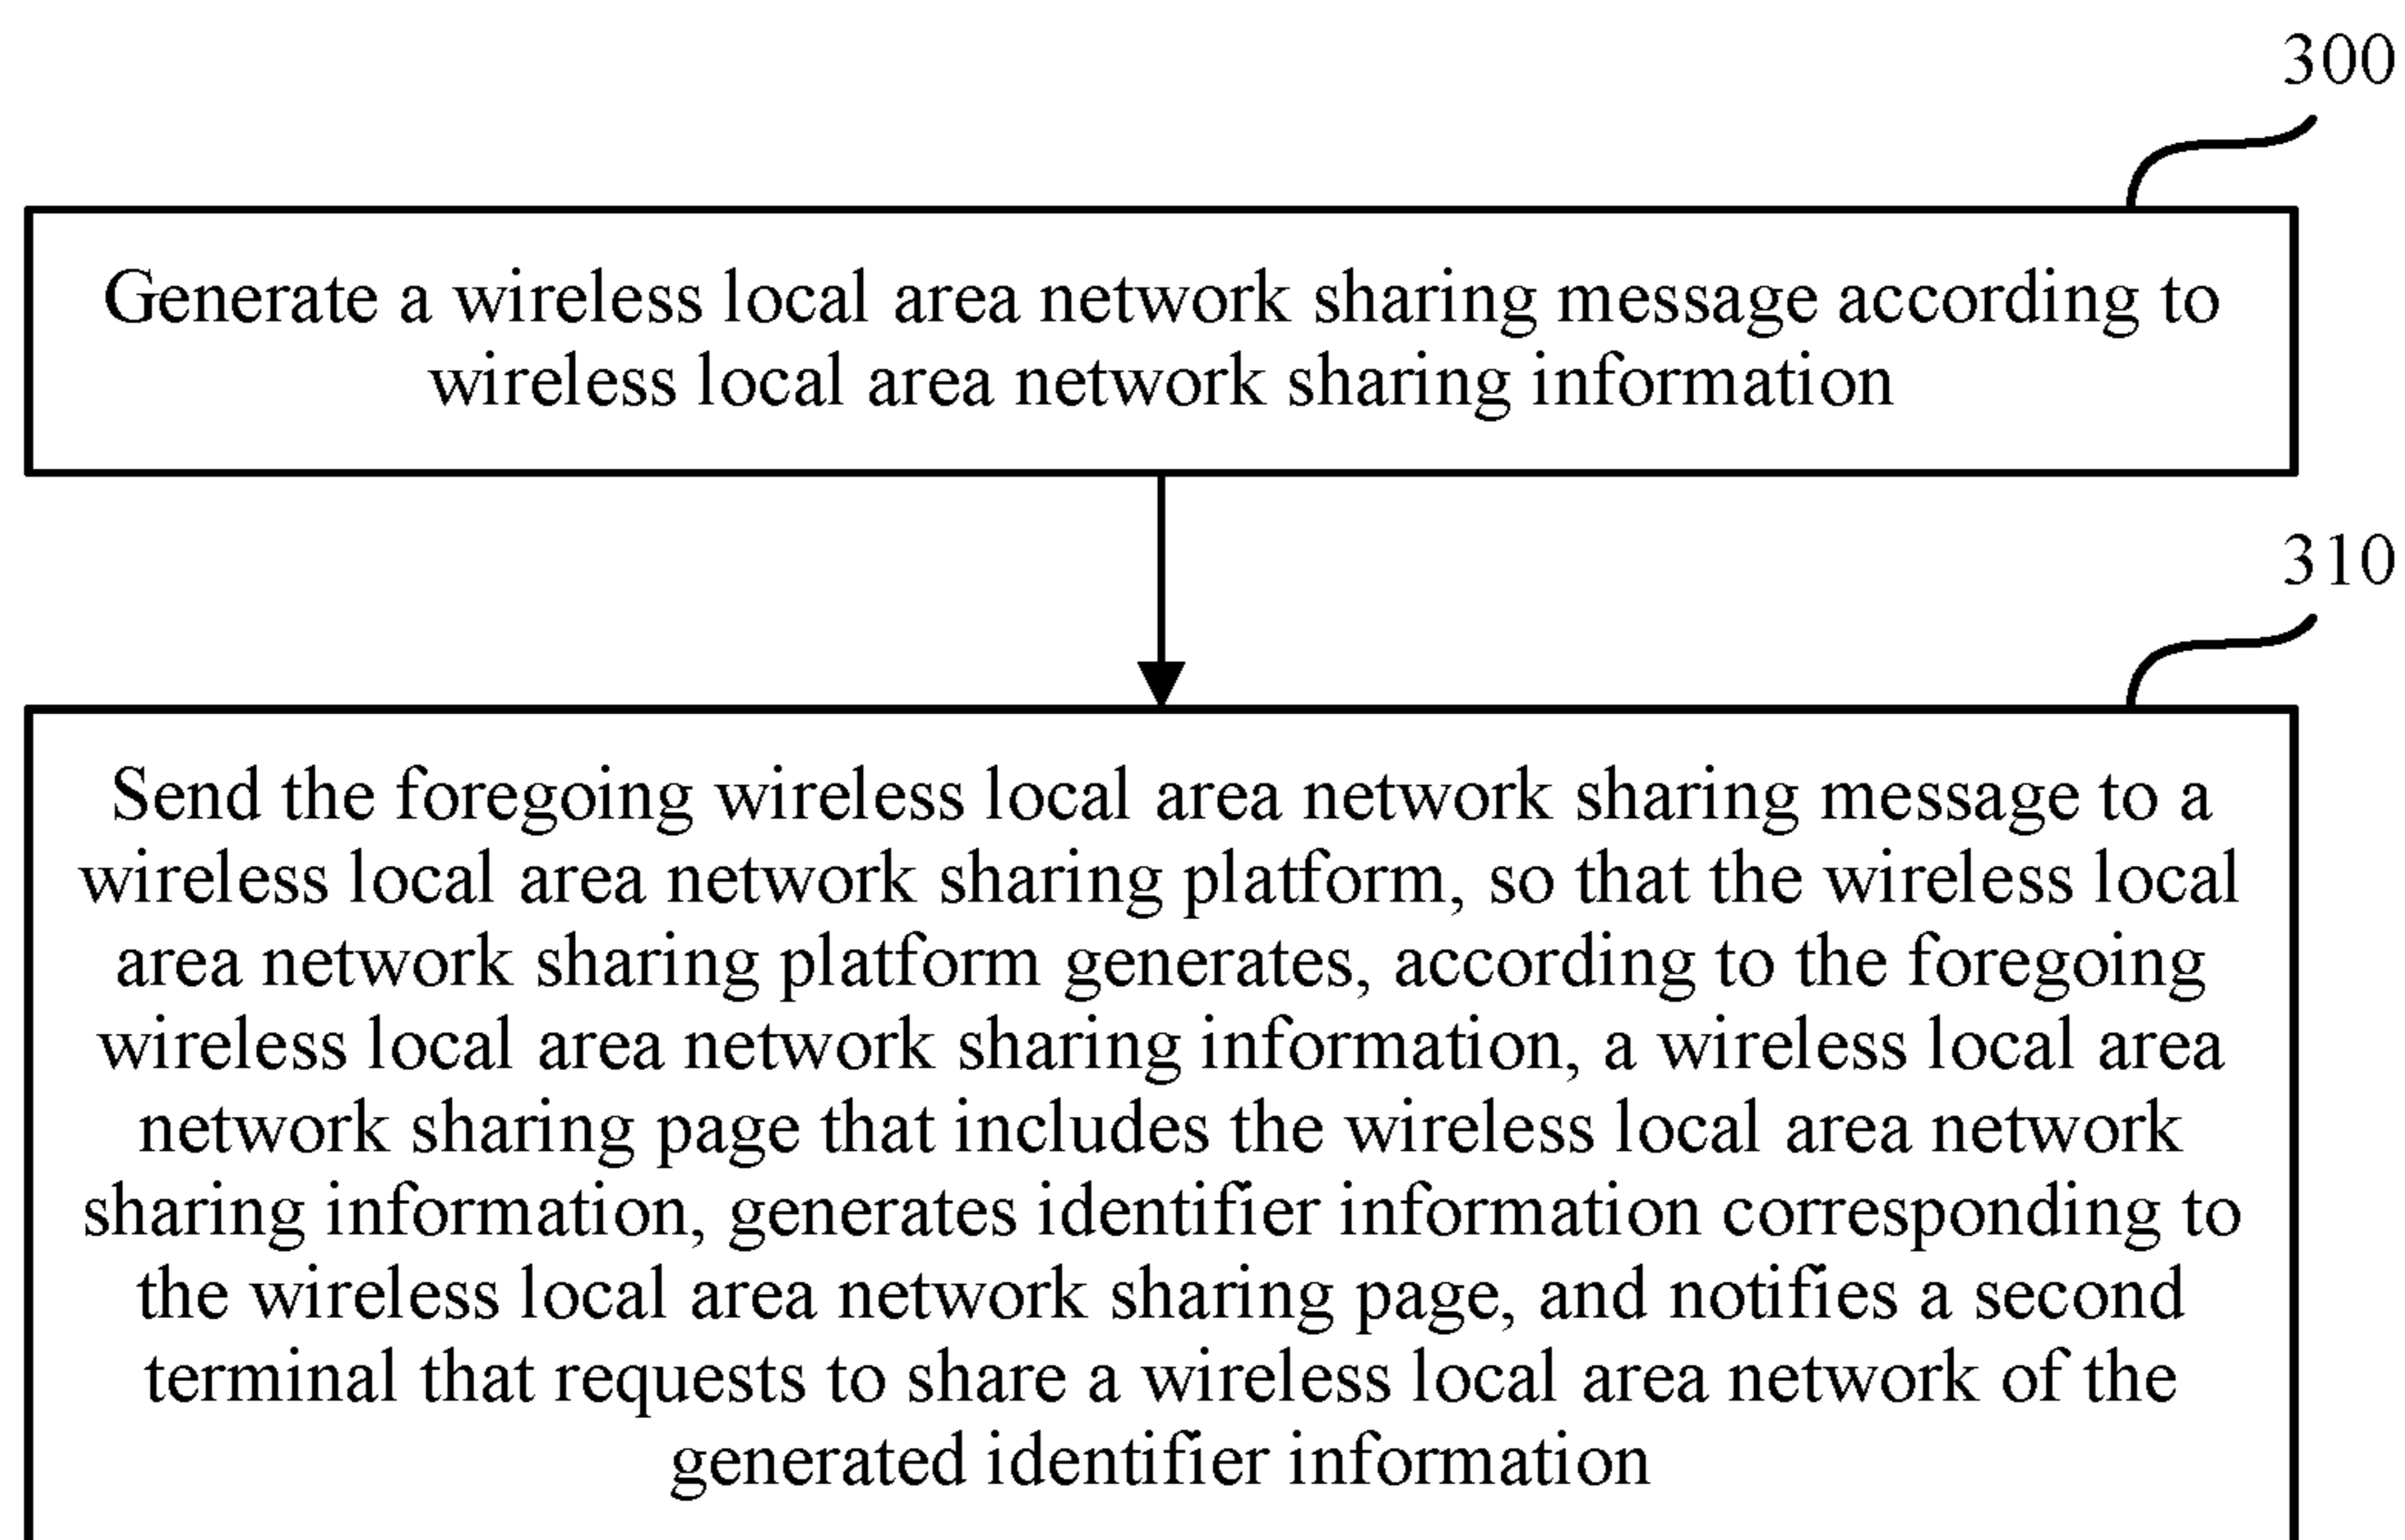 300
Generate a wireless local area network sharing message according to
wireless local area network sharing information
310
Send the foregoing wireless local area network sharing message to a
wireless local area network sharing platform, so that the wireless local
area network sharing platform generates, according to the foregoing
wireless local area network sharing information, a wireless local area
network sharing page that includes the wireless local area network
sharing information, generates identifier information corresponding to
the wireless local area network sharing page, and notifies a second
terminal that requests to share a wireless local area network of the
generated identifier information